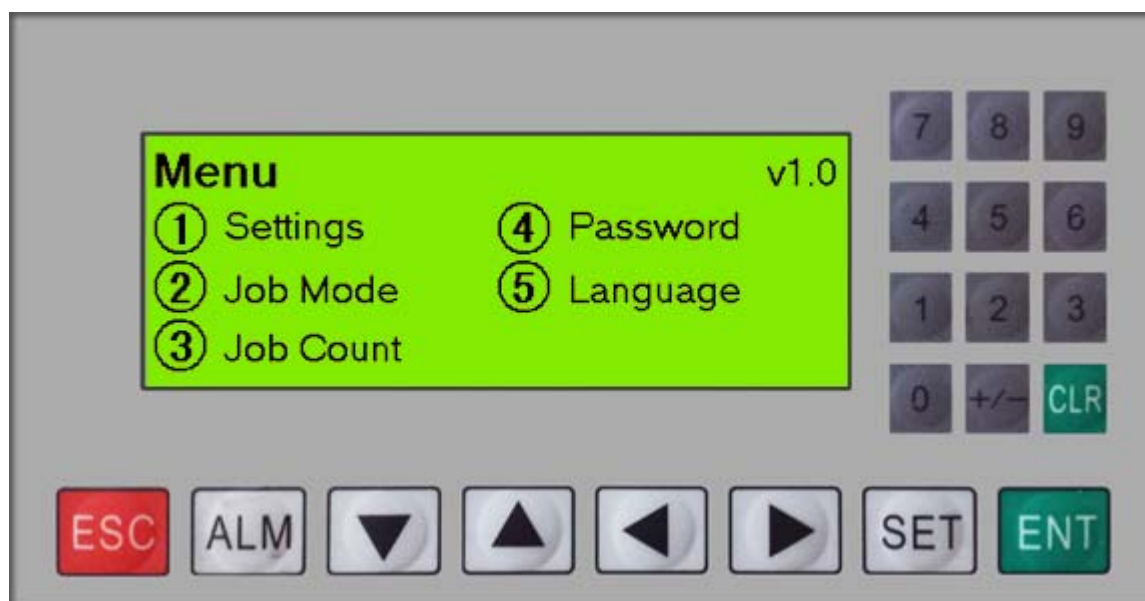 Menu v1.0
① Settings ④ Password
② Job Mode ⑤ Language
③ Job Count
7 8 9
4 5 6
1 2 3
0 +/− CLR
ESC ALM ▼ ▲ ◀ ▶ SET ENT